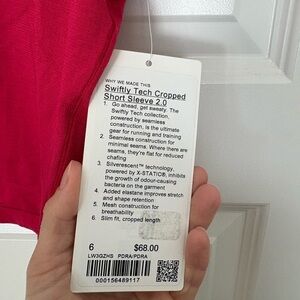 WHY WE MADE THIS
Swiftly Tech Cropped
Short Sleeve 2.0
1. Go ahead, get sweaty. The
Swiftly Tech collection,
powered by seamless
construction, is the ultimate
gear for running and training
2. Seamless construction for
minimal seams. Where there are
seams, they're flat for reduced
chafing
3. Silverescent™ technology,
powered by X-STATIC®, inhibits
the growth of odour-causing
bacteria on the garment
4. Added elastane improves stretch
and shape retention
5. Mesh construction for
breathability
6. Slim fit, cropped length
6 $68.00
LW3GZHS PDRA/PDRA
000156489117